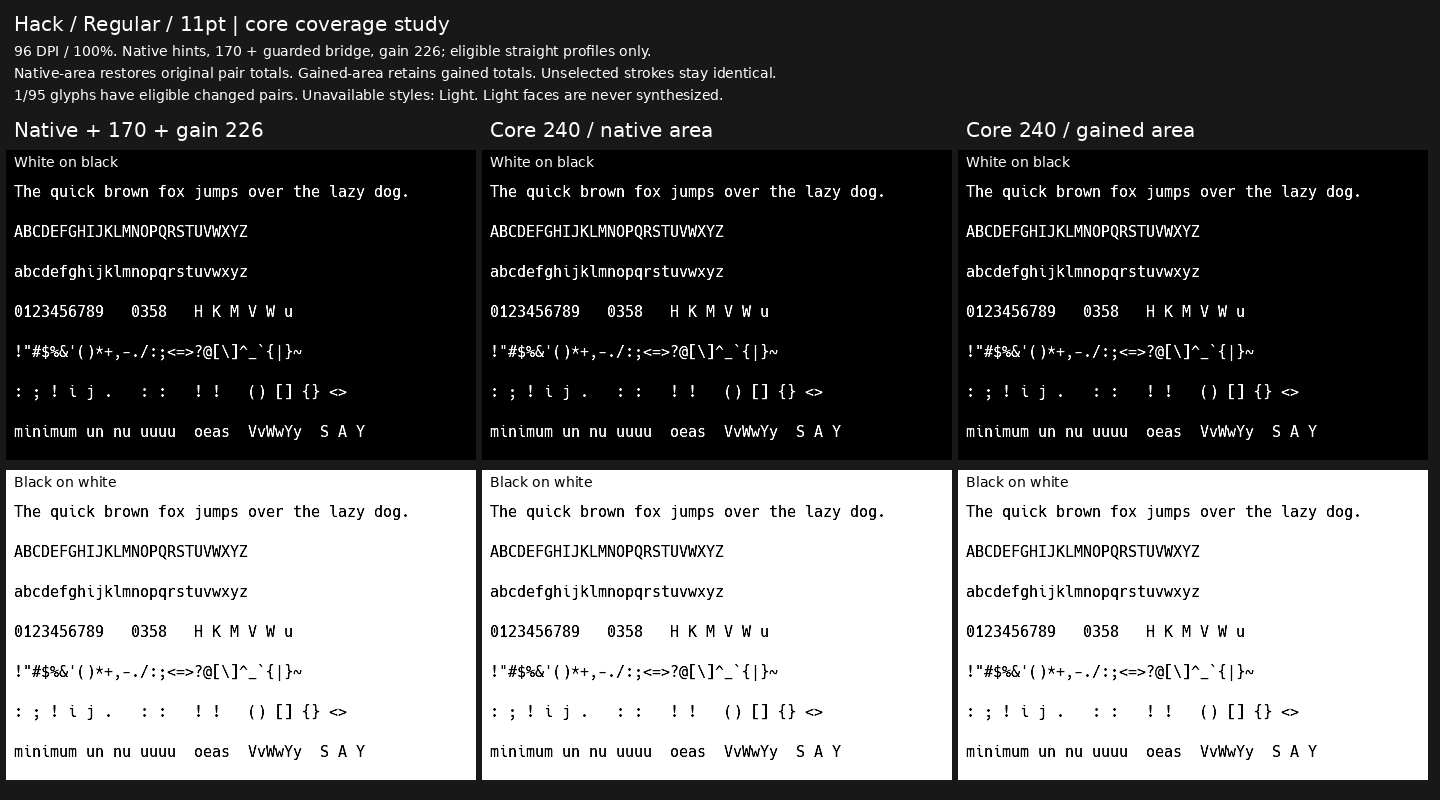 Hack / Regular / 11pt | core coverage study
96 DPI / 100%. Native hints, 170 + guarded bridge, gain 226; eligible straight profiles only.
Native-area restores original pair totals. Gained-area retains gained totals. Unselected strokes stay identical.
1/95 glyphs have eligible changed pairs. Unavailable styles: Light. Light faces are never synthesized.
Native + 170 + gain 226
White on black
The quick brown fox jumps over the lazy dog.
ABCDEFGHIJKLMNOPQRSTUVWXYZ
abcdefghijklmnopqrstuvwxyz
0123456789   0358   H K M V W u
!"#$%&'()*+,-./:;<=>?@[\]^_`{|}~
: ; ! i j .   : :   ! !   () [] {} <>
minimum un nu uuuu  oeas  VvWwYy  S A Y
Black on white
The quick brown fox jumps over the lazy dog.
ABCDEFGHIJKLMNOPQRSTUVWXYZ
abcdefghijklmnopqrstuvwxyz
0123456789   0358   H K M V W u
!"#$%&'()*+,-./:;<=>?@[\]^_`{|}~
: ; ! i j .   : :   ! !   () [] {} <>
minimum un nu uuuu  oeas  VvWwYy  S A Y
Core 240 / native area
White on black
The quick brown fox jumps over the lazy dog.
ABCDEFGHIJKLMNOPQRSTUVWXYZ
abcdefghijklmnopqrstuvwxyz
0123456789   0358   H K M V W u
!"#$%&'()*+,-./:;<=>?@[\]^_`{|}~
: ; ! i j .   : :   ! !   () [] {} <>
minimum un nu uuuu  oeas  VvWwYy  S A Y
Black on white
The quick brown fox jumps over the lazy dog.
ABCDEFGHIJKLMNOPQRSTUVWXYZ
abcdefghijklmnopqrstuvwxyz
0123456789   0358   H K M V W u
!"#$%&'()*+,-./:;<=>?@[\]^_`{|}~
: ; ! i j .   : :   ! !   () [] {} <>
minimum un nu uuuu  oeas  VvWwYy  S A Y
Core 240 / gained area
White on black
The quick brown fox jumps over the lazy dog.
ABCDEFGHIJKLMNOPQRSTUVWXYZ
abcdefghijklmnopqrstuvwxyz
0123456789   0358   H K M V W u
!"#$%&'()*+,-./:;<=>?@[\]^_`{|}~
: ; ! i j .   : :   ! !   () [] {} <>
minimum un nu uuuu  oeas  VvWwYy  S A Y
Black on white
The quick brown fox jumps over the lazy dog.
ABCDEFGHIJKLMNOPQRSTUVWXYZ
abcdefghijklmnopqrstuvwxyz
0123456789   0358   H K M V W u
!"#$%&'()*+,-./:;<=>?@[\]^_`{|}~
: ; ! i j .   : :   ! !   () [] {} <>
minimum un nu uuuu  oeas  VvWwYy  S A Y